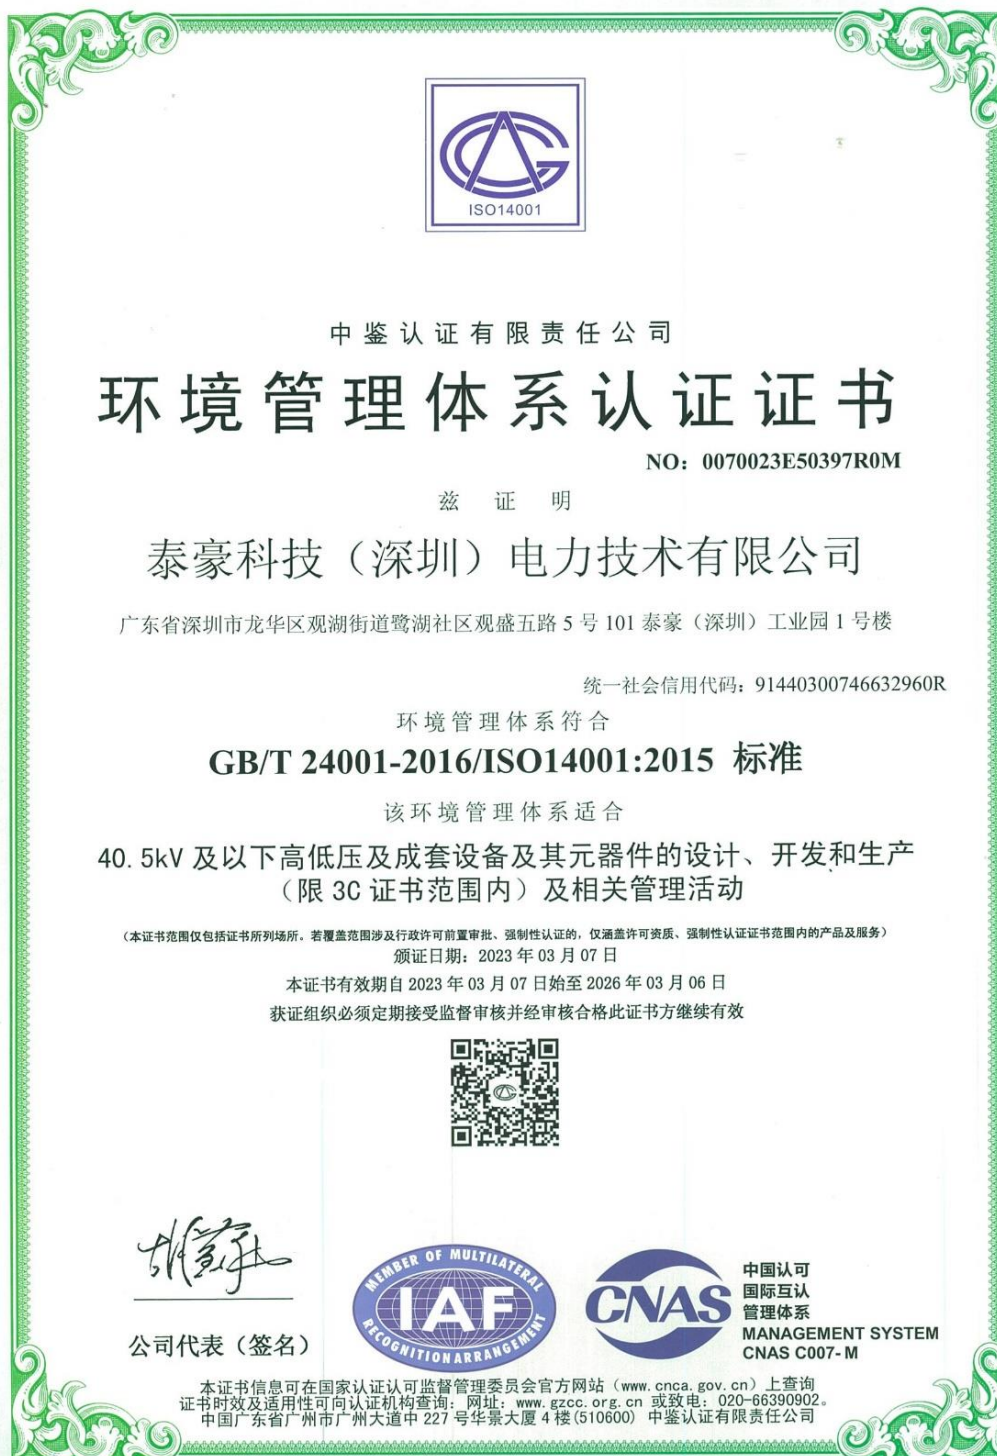 CAG
ISO14001
中鉴认证有限责任公司
环境管理体系认证证书
NO：0070023E50397R0M
兹 证 明
泰豪科技（深圳）电力技术有限公司
广东省深圳市龙华区观湖街道鹭湖社区观盛五路 5 号 101 泰豪（深圳）工业园 1 号楼
统一社会信用代码：91440300746632960R
环境管理体系符合
GB/T 24001-2016/ISO14001:2015 标准
该环境管理体系适合
40.5kV 及以下高低压及成套设备及其元器件的设计、开发和生产
（限 3C 证书范围内）及相关管理活动
（本证书范围仅包括证书所列场所。若覆盖范围涉及行政许可前置审批、强制性认证的，仅涵盖许可资质、强制性认证证书范围内的产品及服务）
颁证日期：2023 年 03 月 07 日
本证书有效期自 2023 年 03 月 07 日始至 2026 年 03 月 06 日
获证组织必须定期接受监督审核并经审核合格此证书方继续有效
公司代表（签名）
MEMBER OF MULTILATERAL
IAF
RECOGNITION ARRANGEMENT
CNAS
中国认可
国际互认
管理体系
MANAGEMENT SYSTEM
CNAS C007-M
本证书信息可在国家认证认可监督管理委员会官方网站（www.cnca.gov.cn）上查询
证书时效及适用性可向认证机构查询：网址：www.gzcc.org.cn 或致电：020-66390902。
中国广东省广州市广州大道中 227 号华景大厦 4 楼(510600) 中鉴认证有限责任公司